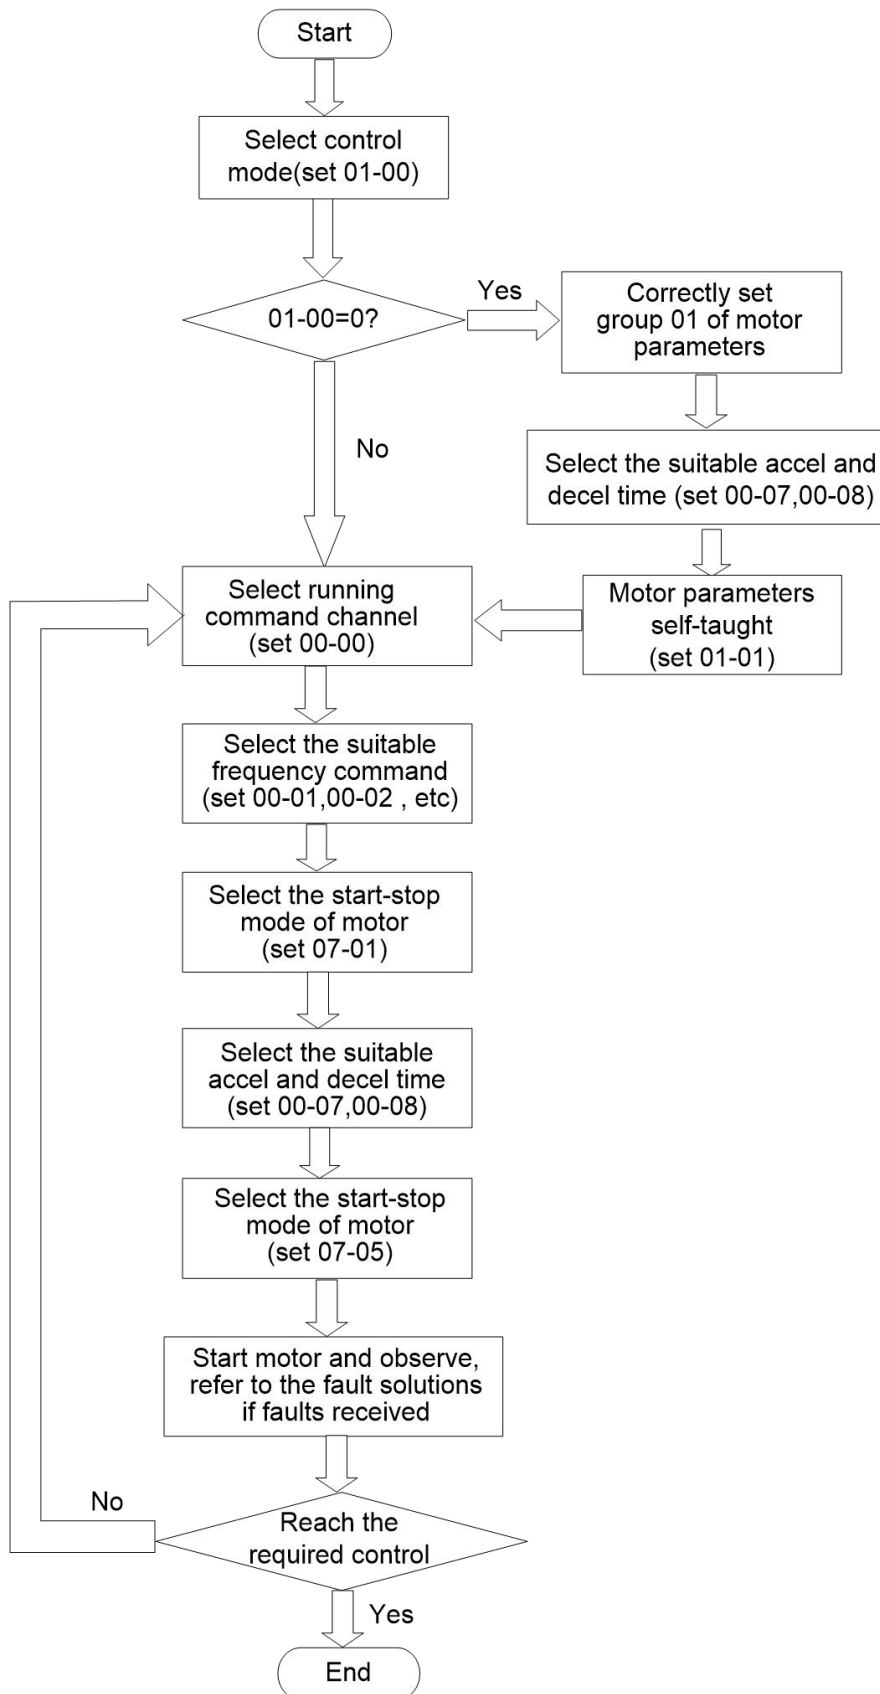 Start
Select control
mode(set 01-00)
01-00=0?
Yes
Correctly set
group 01 of motor
parameters
No
Select the suitable accel and
decel time (set 00-07,00-08)
Motor parameters
self-taught
(set 01-01)
Select running
command channel
(set 00-00)
Select the suitable
frequency command
(set 00-01,00-02 , etc)
Select the start-stop
mode of motor
(set 07-01)
Select the suitable
accel and decel time
(set 00-07,00-08)
Select the start-stop
mode of motor
(set 07-05)
Start motor and observe,
refer to the fault solutions
if faults received
No
Reach the
required control
Yes
End